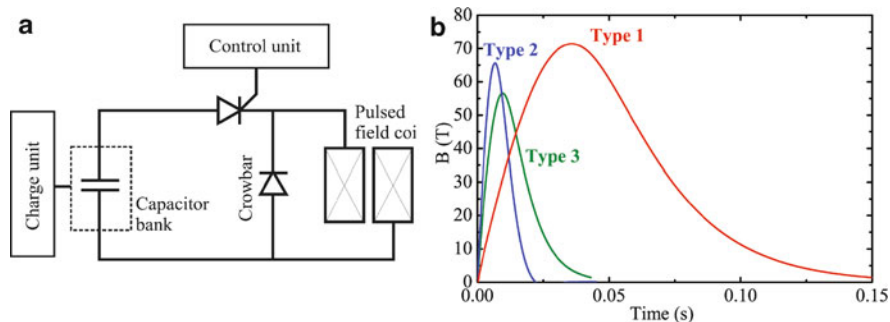 a
Control unit
Charge unit
Capacitor
bank
Crowbar
Pulsed
field coi
b
B (T)
80
70
60
50
40
30
20
10
0
Type 2
Type 1
Type 3
0.00
0.05
0.10
0.15
Time (s)